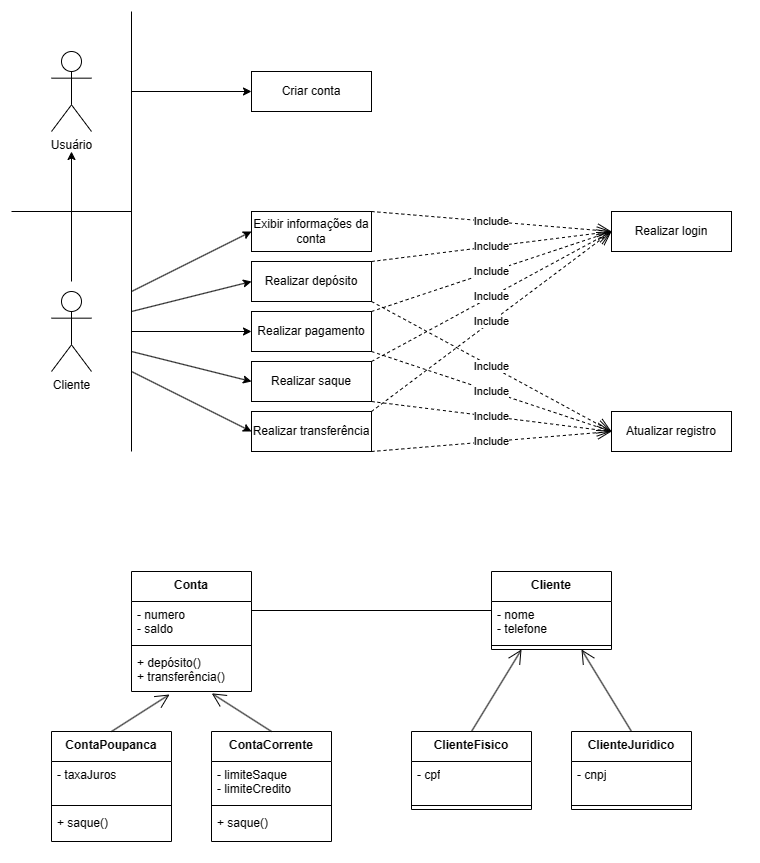 Usuário
Criar conta
Exibir informações da
conta
Include
Realizar login
Realizar depósito
Include
Include
Realizar pagamento
Include
Realizar saque
Include
Cliente
Include
Include
Realizar transferência
Include
Include
Atualizar registro
Conta
- numero
- saldo
+ depósito()
+ transferência()
Cliente
- nome
- telefone
ContaPoupanca
- taxaJuros
+ saque()
ContaCorrente
- limiteSaque
- limiteCredito
+ saque()
ClienteFisico
- cpf
ClienteJuridico
- cnpj